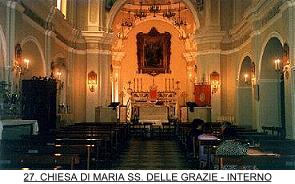 27. CHIESA DI MARIA SS. DELLE GRAZIE - INTERNO